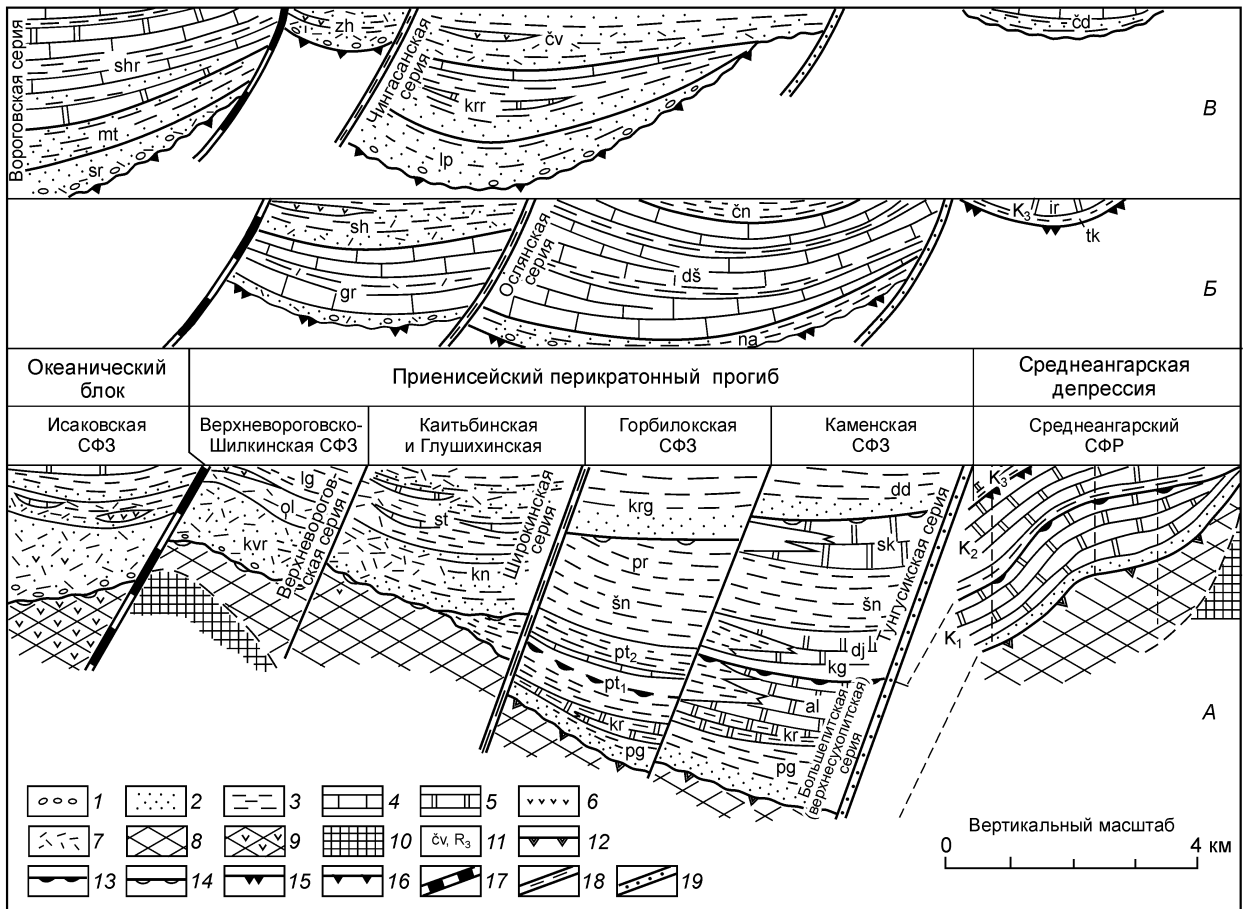 Вороговская серия
shr
mt
sr
zh
Чингасанская
серия
čv
krr
lp
čd
В
sh
gr
Ослянская
серия
čn
dš
na
K₃
ir
tk
Б
Океанический
блок
Приенисейский перикратонный прогиб
Среднеангарская
депрессия
Исаковская
СФЗ
Верхневороговско-
Шилкинская СФЗ
Каитьбинская
и Глушихинская
Горбилокская
СФЗ
Каменская
СФЗ
Среднеангарский
СФР
lg
ol
kvr
Верхневорогов-
ская серия
st
kn
Широкинская
серия
krg
pr
šn
pt₂
pt₁
kr
pg
dd
sk
šn
dj
kg
al
kr
pg
Тунгусикская серия
Большепитская
(верхнесухопитская)
серия
K₃
K₂
K₁
А
1
2
3
4
5
6
7
8
9
10
čv, R₃
11
12
13
14
15
16
17
18
19
Вертикальный масштаб
0
4 км